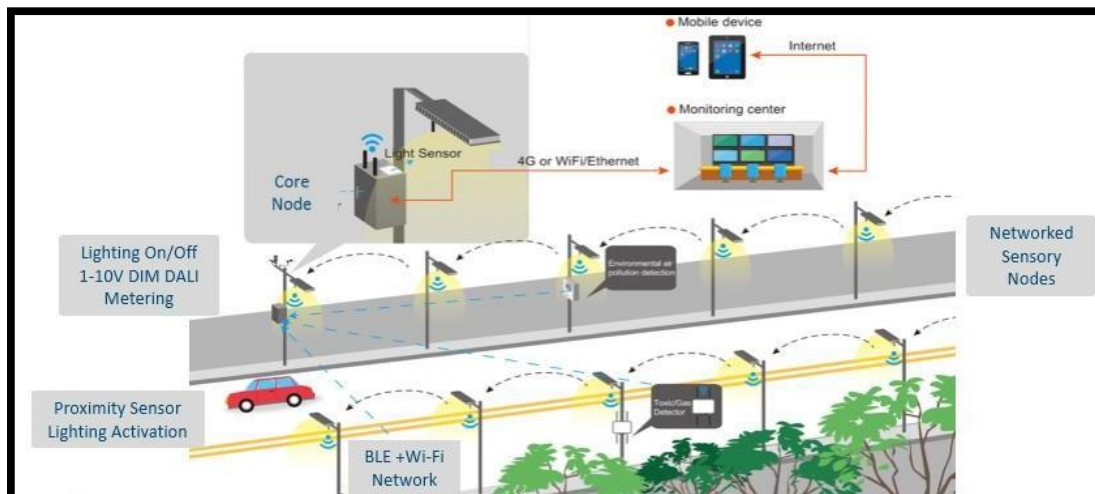 Mobile device
Internet
Monitoring center
4G or WiFi/Ethernet
Light Sensor
Core
Node
Lighting On/Off
1-10V DIM DALI
Metering
Environmental air
pollution detection
Networked
Sensory
Nodes
Proximity Sensor
Lighting Activation
Toxic/Gas
Detector
BLE +Wi-Fi
Network